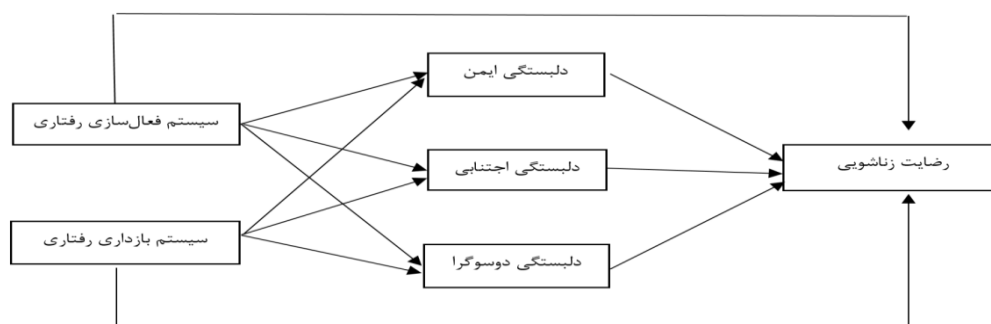 دلبستگی ایمن
سیستم فعال‌سازی رفتاری
دلبستگی اجتنابی
رضایت زناشویی
سیستم بازداری رفتاری
دلبستگی دوسوگرا